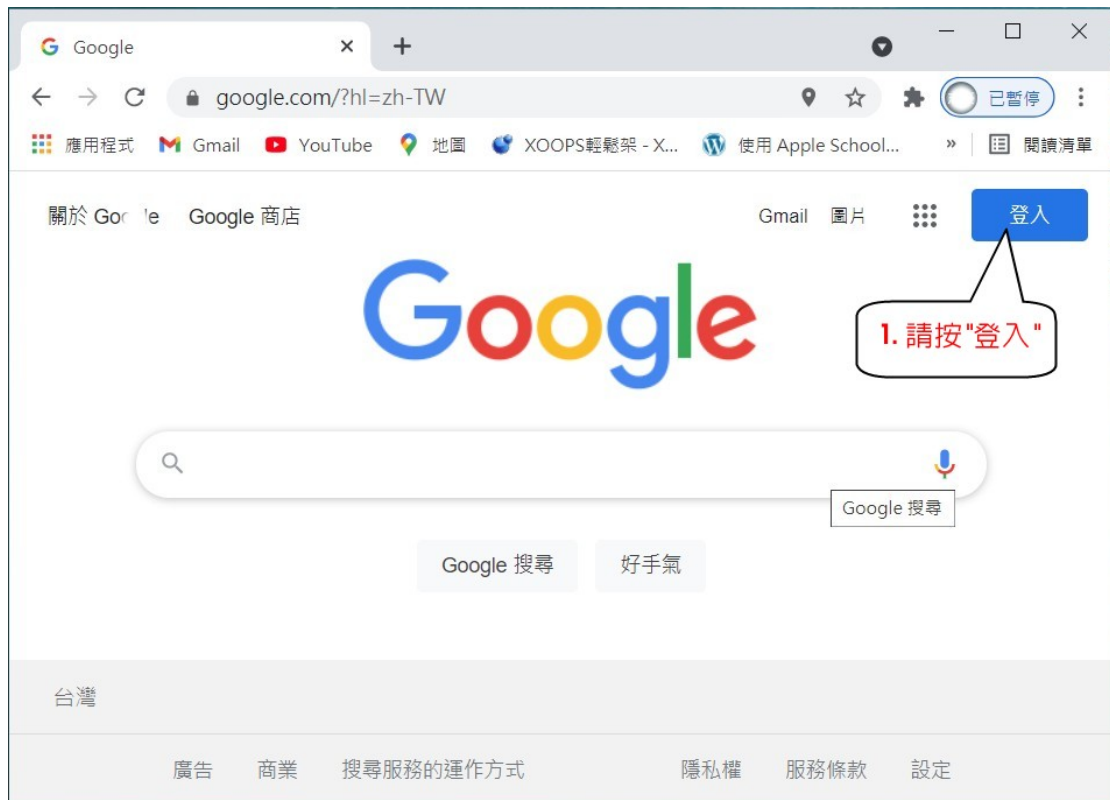 Google
google.com/?hl=zh-TW
已暫停
應用程式 Gmail YouTube 地圖 XOOPS輕鬆架 - X... 使用 Apple School... » 閱讀清單
關於 Google 商店 Gmail 圖片 登入
Google
1. 請按"登入"
Google 搜尋
Google 搜尋 好手氣
台灣
廣告 商業 搜尋服務的運作方式 隱私權 服務條款 設定